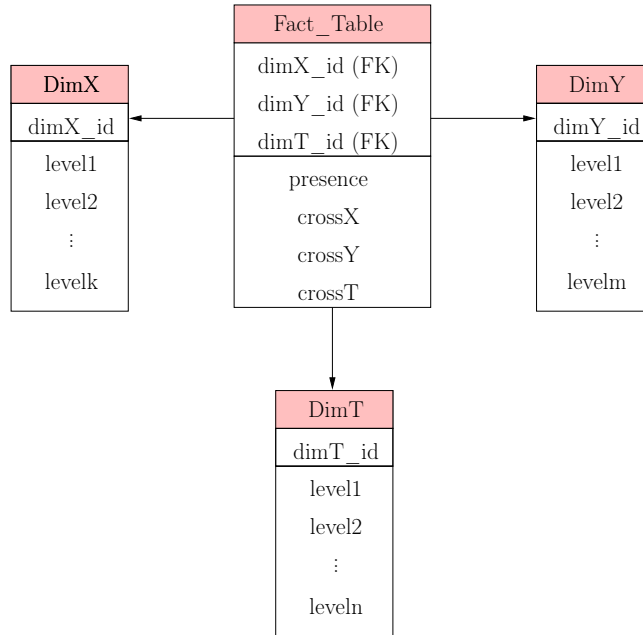 Fact_Table
dimX_id (FK)
dimY_id (FK)
dimT_id (FK)
presence
crossX
crossY
crossT
DimX
dimX_id
level1
level2
⋮
levelk
DimY
dimY_id
level1
level2
⋮
levelm
DimT
dimT_id
level1
level2
⋮
leveln